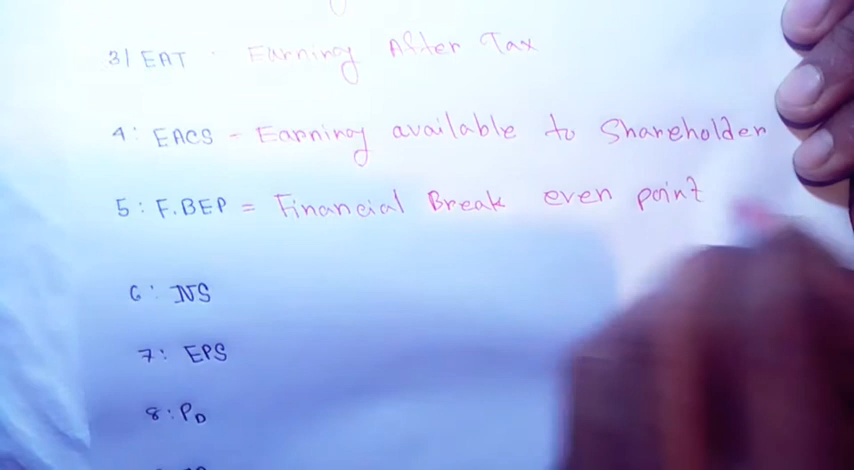 3/ EAT - Earning After Tax
4: EACS - Earning available to Shareholder
5: F.BEP = Financial Break even point
6: NS
7: EPS
8: PD